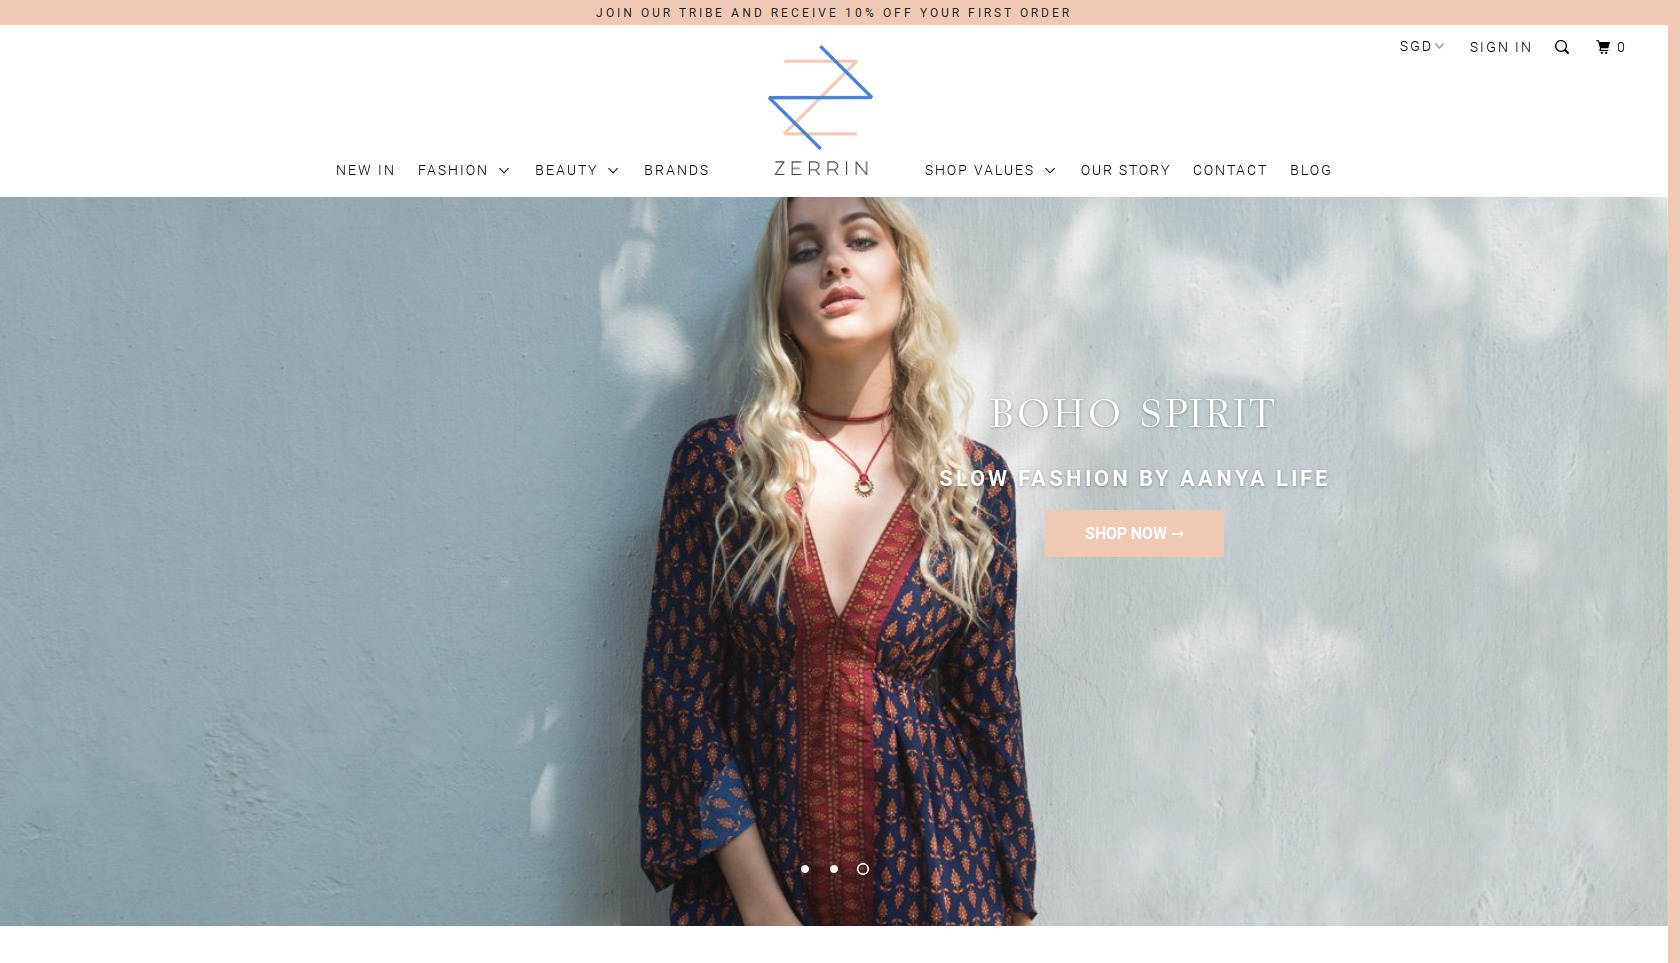 JOIN OUR TRIBE AND RECEIVE 10% OFF YOUR FIRST ORDER
SGD SIGN IN 0
ZERRIN
NEW IN FASHION BEAUTY BRANDS SHOP VALUES OUR STORY CONTACT BLOG
BOHO SPIRIT
SLOW FASHION BY AANYA LIFE
SHOP NOW →